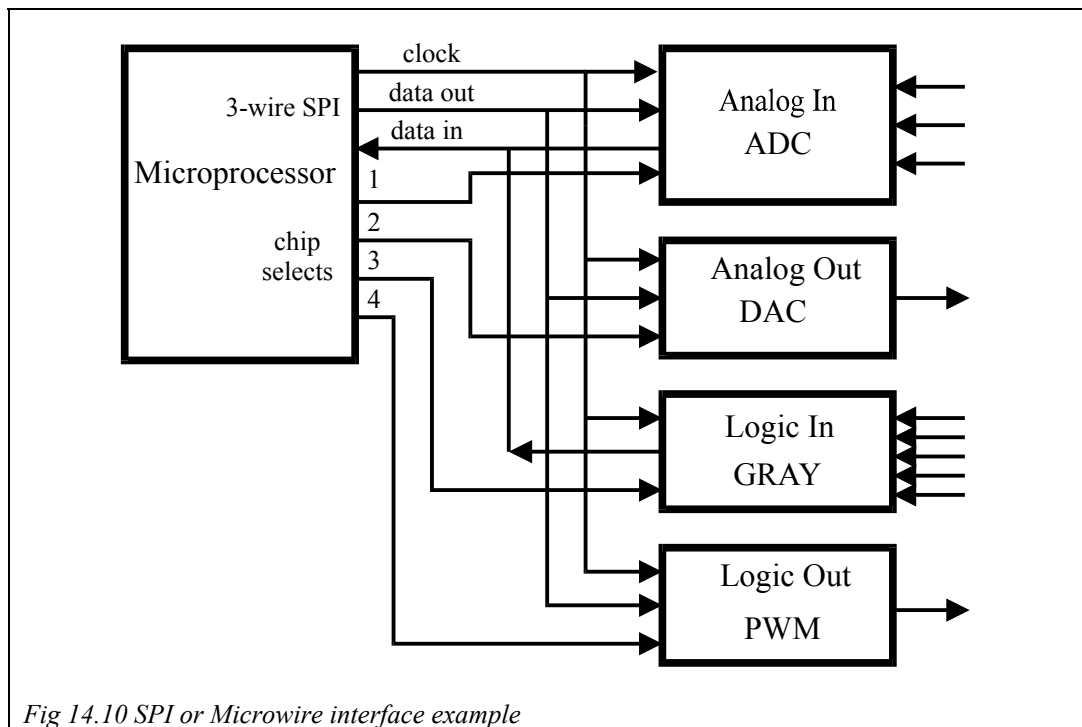 clock
3-wire SPI
data out
data in
Microprocessor
1
2
chip
selects
3
4
Analog In
ADC
Analog Out
DAC
Logic In
GRAY
Logic Out
PWM
Fig 14.10 SPI or Microwire interface example